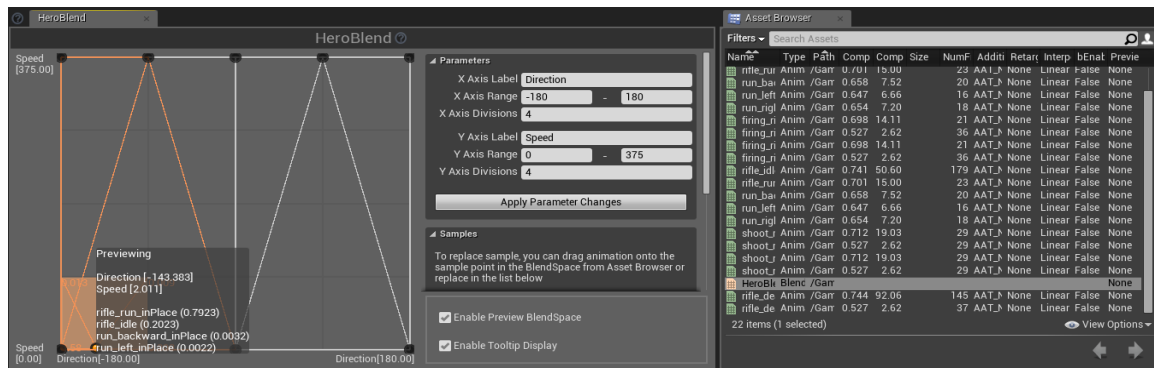 HeroBlend
HeroBlend
Speed
[375.00]
Previewing
Direction [-143.383]
Speed [2.011]
rifle_run_inPlace (0.7923)
rifle_idle (0.2023)
run_backward_inPlace (0.0032)
run_left_inPlace (0.0022)
Speed
[0.00]
Direction[-180.00]
Direction[180.00]
Parameters
X Axis Label Direction
X Axis Range -180 - 180
X Axis Divisions 4
Y Axis Label Speed
Y Axis Range 0 - 375
Y Axis Divisions 4
Apply Parameter Changes
Samples
To replace sample, you can drag animation onto the
sample point in the BlendSpace from Asset Browser or
replace in the list below
Enable Preview BlendSpace
Enable Tooltip Display
Asset Browser
Filters Search Assets
Name Type Path Comp Comp Size NumF Additi Retarg Interp bEnab Previe
rifle_rui Anim /Gam 0.701 15.00 23 AAT_N None Linear False None
run_bac Anim /Gam 0.658 7.52 20 AAT_N None Linear False None
run_left Anim /Gam 0.647 6.66 16 AAT_N None Linear False None
run_rigl Anim /Gam 0.654 7.20 18 AAT_N None Linear False None
firing_ri Anim /Gam 0.698 14.11 21 AAT_N None Linear False None
firing_ri Anim /Gam 0.527 2.62 36 AAT_N None Linear False None
firing_ri Anim /Gam 0.698 14.11 21 AAT_N None Linear False None
firing_ri Anim /Gam 0.527 2.62 36 AAT_N None Linear False None
rifle_idl Anim /Gam 0.741 50.60 179 AAT_N None Linear False None
rifle_rui Anim /Gam 0.701 15.00 23 AAT_N None Linear False None
run_bac Anim /Gam 0.658 7.52 20 AAT_N None Linear False None
run_left Anim /Gam 0.647 6.66 16 AAT_N None Linear False None
run_rigl Anim /Gam 0.654 7.20 18 AAT_N None Linear False None
shoot_r Anim /Gam 0.712 19.03 29 AAT_N None Linear False None
shoot_r Anim /Gam 0.527 2.62 29 AAT_N None Linear False None
shoot_r Anim /Gam 0.712 19.03 29 AAT_N None Linear False None
shoot_r Anim /Gam 0.527 2.62 29 AAT_N None Linear False None
HeroBle Blend /Gam None
rifle_de Anim /Gam 0.744 92.06 145 AAT_N None Linear False None
rifle_de Anim /Gam 0.527 2.62 37 AAT_N None Linear False None
22 items (1 selected)
View Options